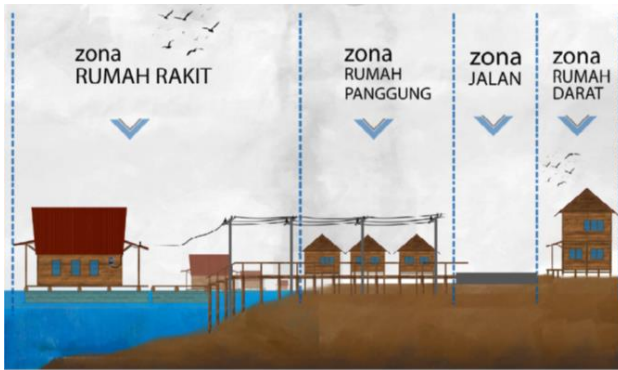 zona
RUMAH RAKIT
zona
RUMAH
PANGGUNG
zona
JALAN
zona
RUMAH
DARAT